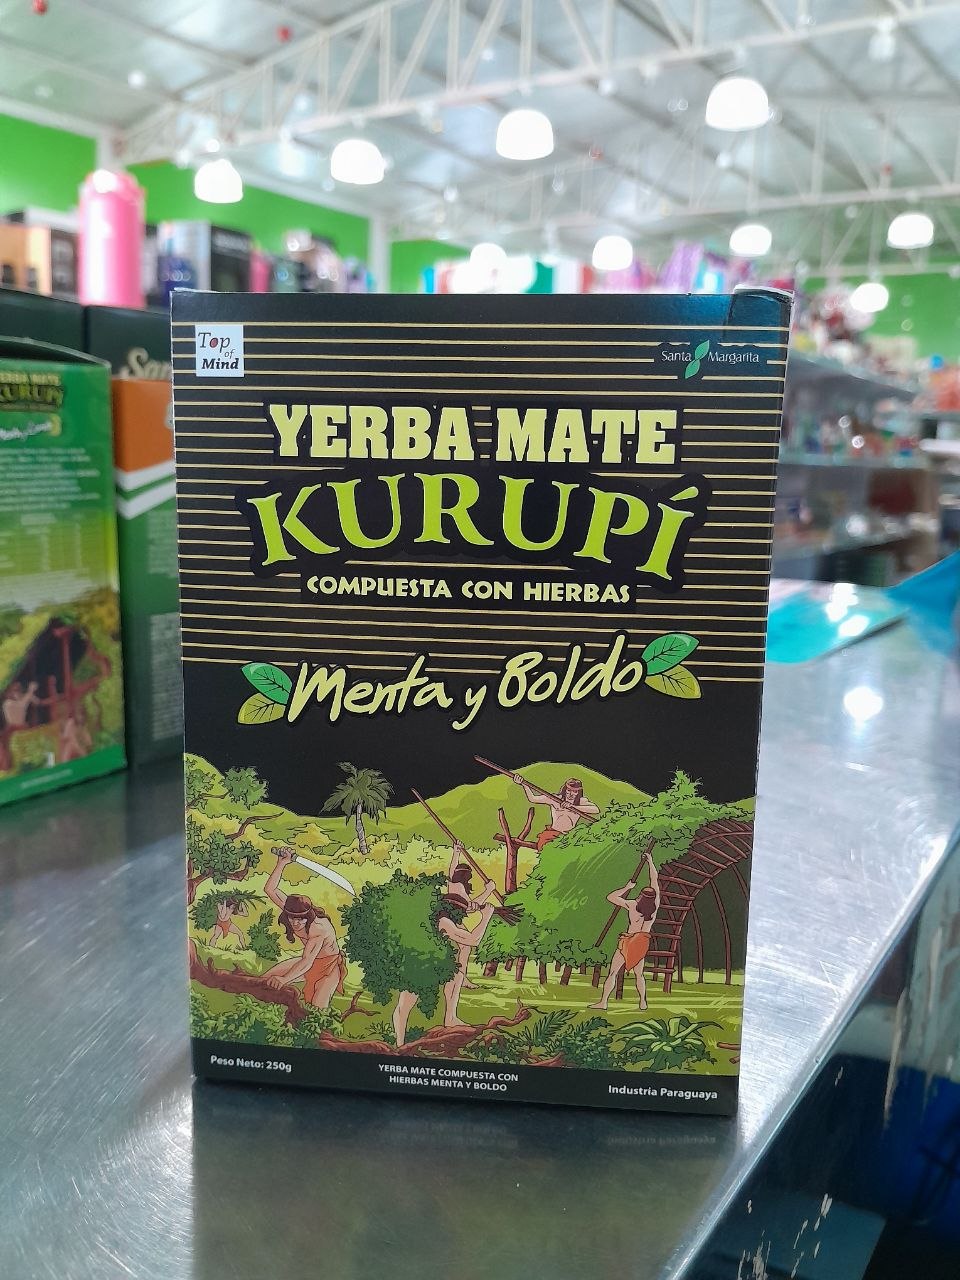 Top
of
Mind
Santa Margarita
YERBA MATE
KURUPÍ
COMPUESTA CON HIERBAS
Menta y Boldo
Peso Neto: 250g
YERBA MATE COMPUESTA CON
HIERBAS MENTA Y BOLDO
Industria Paraguaya
YERBA MATE
KURUPÍ